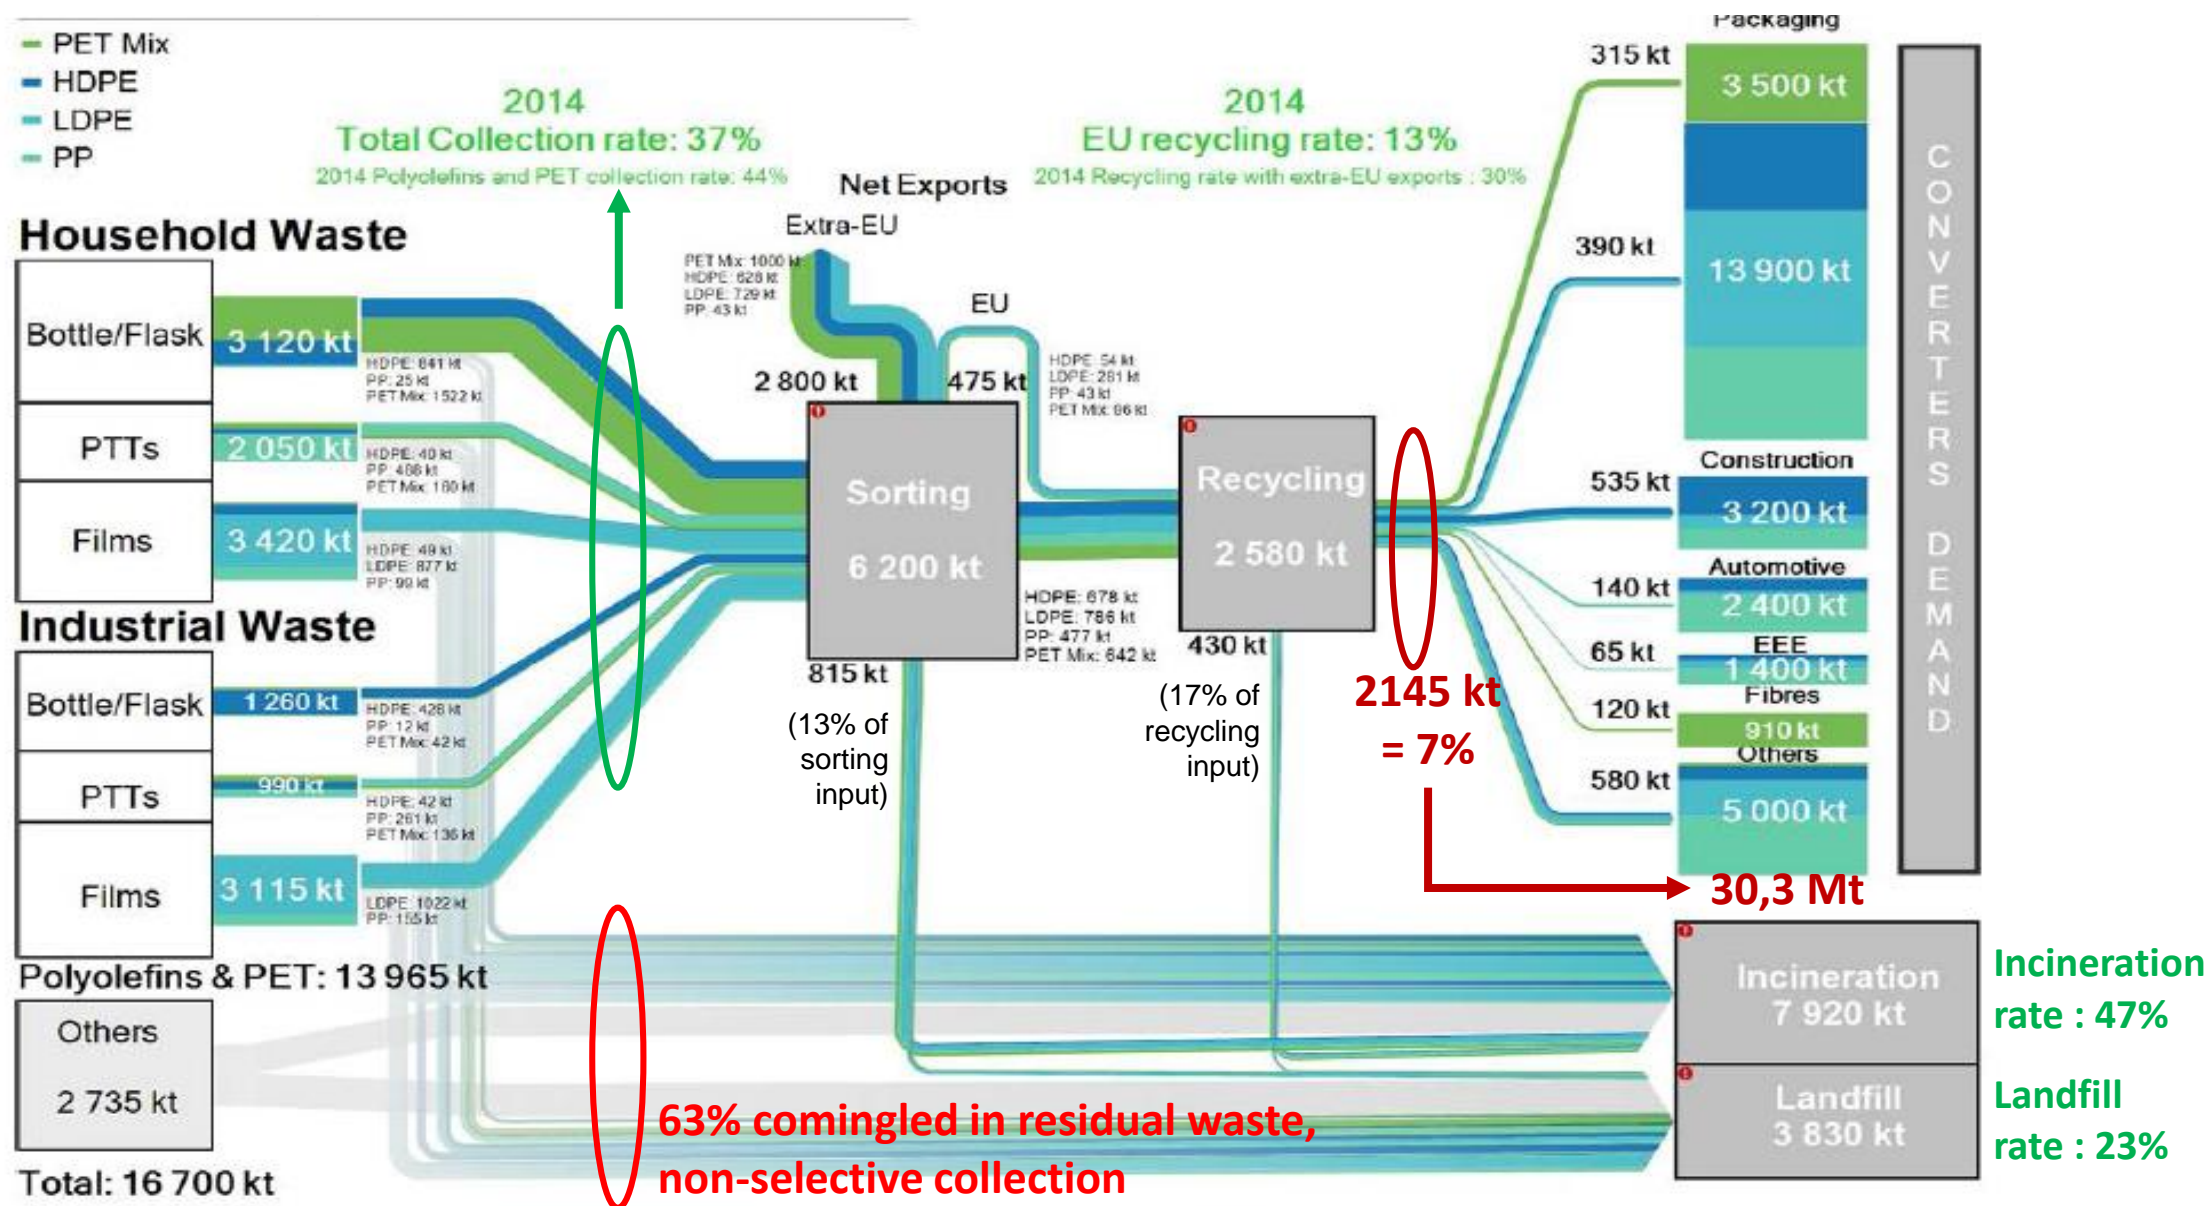 PET Mix
HDPE
LDPE
PP
2014
Total Collection rate: 37%
2014 Polyolefins and PET collection rate: 44%
2014
EU recycling rate: 13%
2014 Recycling rate with extra-EU exports : 30%
Net Exports
Extra-EU
PET Mix: 1000 kt
HDPE: 628 kt
LDPE: 729 kt
PP: 43 kt
EU
2 800 kt
475 kt
HDPE: 54 kt
LDPE: 281 kt
PP: 43 kt
PET Mix: 96 kt
Household Waste
Bottle/Flask
3 120 kt
HDPE: 841 kt
PP: 25 kt
PET Mix: 1522 kt
PTTs
2 050 kt
HDPE: 40 kt
PP: 488 kt
PET Mix: 160 kt
Films
3 420 kt
HDPE: 49 kt
LDPE: 877 kt
PP: 99 kt
Industrial Waste
Bottle/Flask
1 260 kt
HDPE: 428 kt
PP: 12 kt
PET Mix: 42 kt
PTTs
990 kt
HDPE: 42 kt
PP: 261 kt
PET Mix: 136 kt
Films
3 115 kt
LDPE: 1022 kt
PP: 155 kt
Polyolefins & PET: 13 965 kt
Others
2 735 kt
Total: 16 700 kt
Sorting
6 200 kt
815 kt
(13% of
sorting
input)
HDPE: 678 kt
LDPE: 786 kt
PP: 477 kt
PET Mix: 642 kt
Recycling
2 580 kt
430 kt
(17% of
recycling
input)
2145 kt
= 7%
315 kt
390 kt
535 kt
140 kt
65 kt
120 kt
580 kt
Packaging
3 500 kt
13 900 kt
Construction
3 200 kt
Automotive
2 400 kt
EEE
1 400 kt
Fibres
910 kt
Others
5 000 kt
30,3 Mt
CONVERTERS DEMAND
63% comingled in residual waste,
non-selective collection
Incineration
7 920 kt
Landfill
3 830 kt
Incineration
rate : 47%
Landfill
rate : 23%